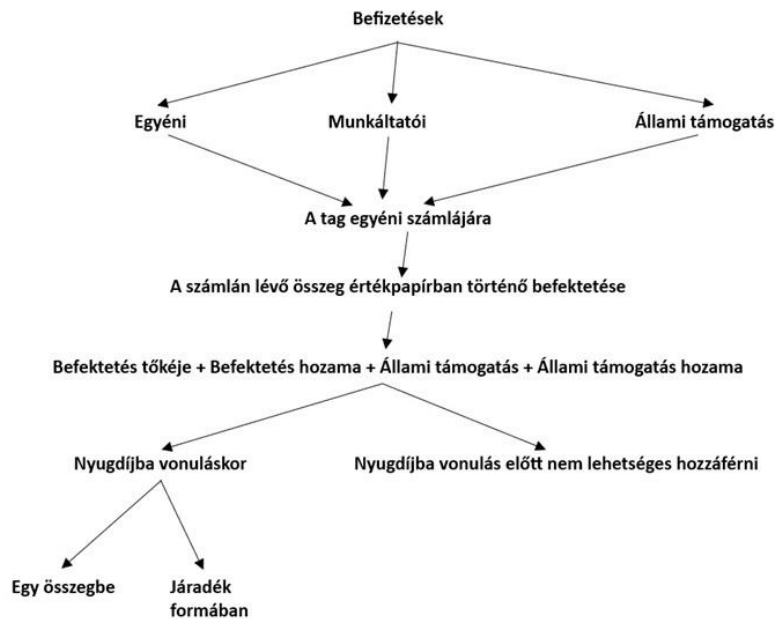 Befizetések
Egyéni
Munkáltatói
Állami támogatás
A tag egyéni számlájára
A számlán lévő összeg értékpapírban történő befektetése
Befektetés tőkéje + Befektetés hozama + Állami támogatás + Állami támogatás hozama
Nyugdíjba vonuláskor
Nyugdíjba vonulás előtt nem lehetséges hozzáférni
Egy összegbe
Járadék
formában